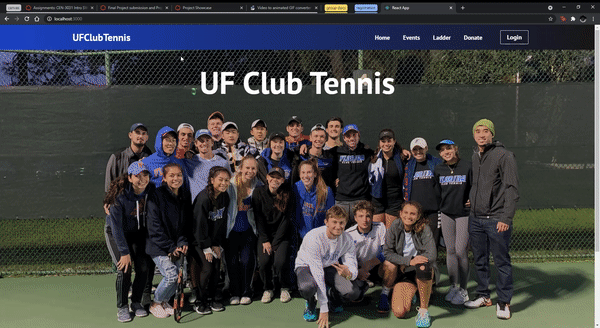 Assignments: CEN-3031 Intro
Final Project submission and Pr
Project Showcase
Video to animated GIF converte
React App
localhost:3000
UFClubTennis
Home Events Ladder Donate Login
UF Club Tennis